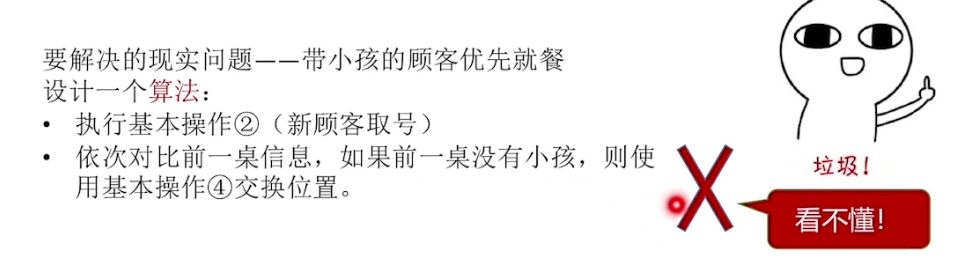 要解决的现实问题——带小孩的顾客优先就餐
设计一个算法：
• 执行基本操作②（新顾客取号）
• 依次对比前一桌信息，如果前一桌没有小孩，则使
用基本操作④交换位置。
垃圾！
看不懂！